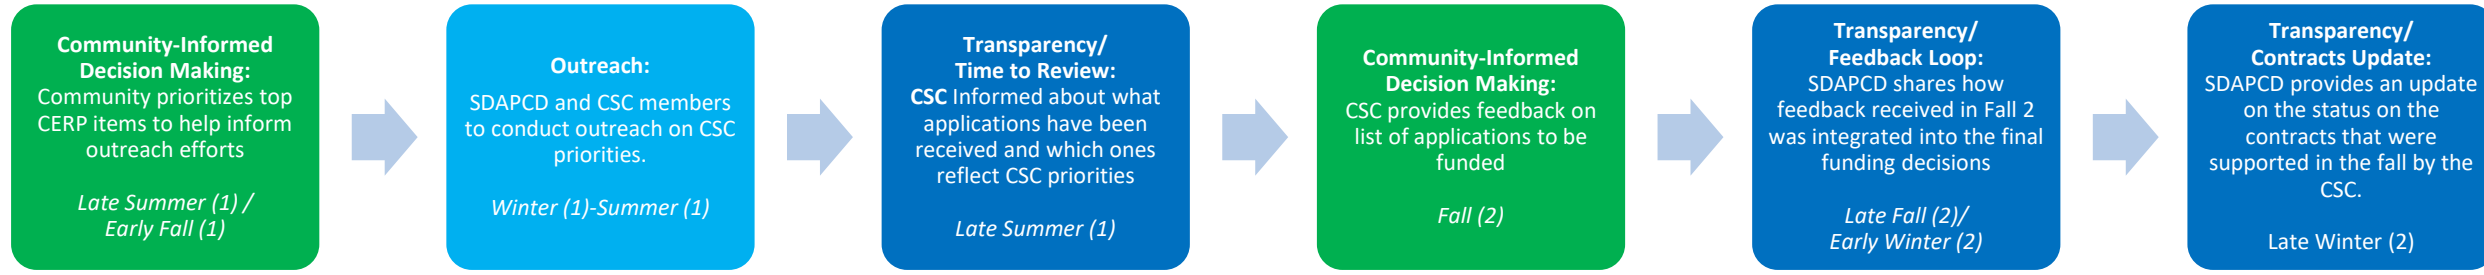 Community-Informed
Decision Making:
Community prioritizes top
CERP items to help inform
outreach efforts
Late Summer (1) /
Early Fall (1)
Outreach:
SDAPCD and CSC members
to conduct outreach on CSC
priorities.
Winter (1)-Summer (1)
Transparency/
Time to Review:
CSC Informed about what
applications have been
received and which ones
reflect CSC priorities
Late Summer (1)
Community-Informed
Decision Making:
CSC provides feedback on
list of applications to be
funded
Fall (2)
Transparency/
Feedback Loop:
SDAPCD shares how
feedback received in Fall 2
was integrated into the final
funding decisions
Late Fall (2)/
Early Winter (2)
Transparency/
Contracts Update:
SDAPCD provides an update
on the status on the
contracts that were
supported in the fall by the
CSC.
Late Winter (2)